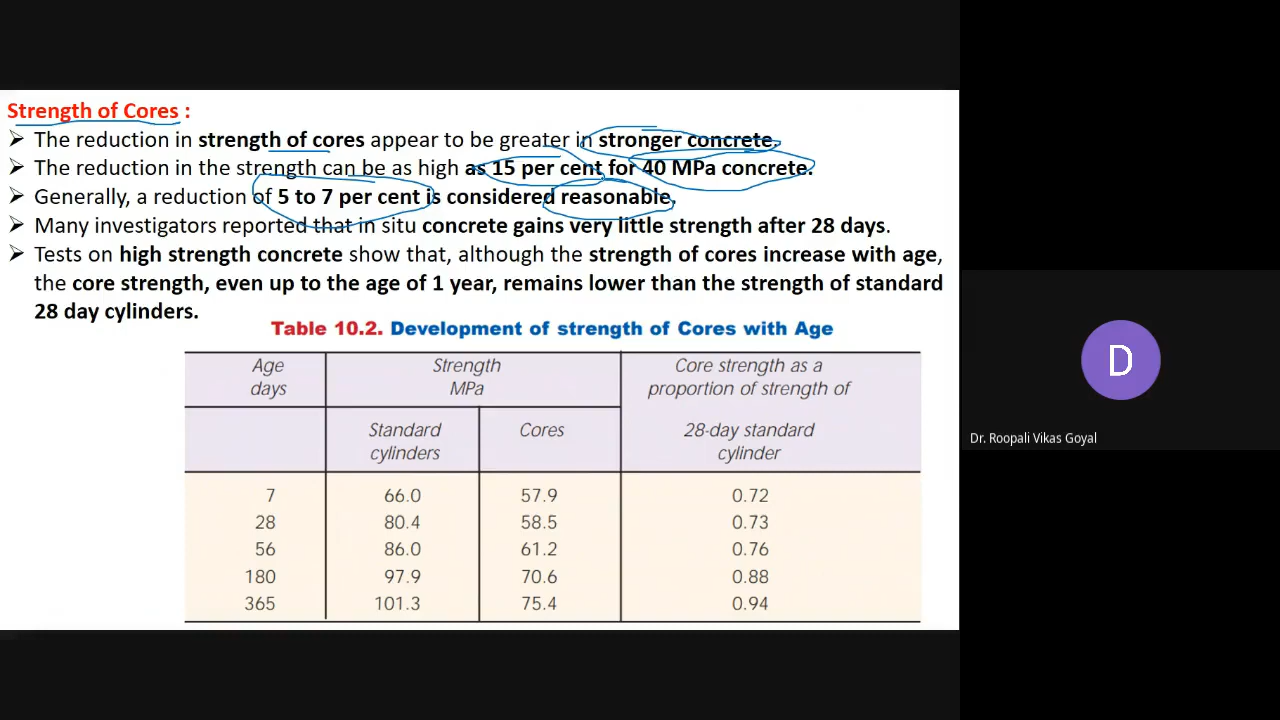 Strength of Cores :
➢ The reduction in strength of cores appear to be greater in stronger concrete.
➢ The reduction in the strength can be as high as 15 per cent for 40 MPa concrete.
➢ Generally, a reduction of 5 to 7 per cent is considered reasonable.
➢ Many investigators reported that in situ concrete gains very little strength after 28 days.
➢ Tests on high strength concrete show that, although the strength of cores increase with age,
the core strength, even up to the age of 1 year, remains lower than the strength of standard
28 day cylinders.
Table 10.2. Development of strength of Cores with Age
Age Strength Core strength as a
days MPa proportion of strength of
Standard Cores 28-day standard
cylinders cylinder
7 66.0 57.9 0.72
28 80.4 58.5 0.73
56 86.0 61.2 0.76
180 97.9 70.6 0.88
365 101.3 75.4 0.94
D
Dr. Roopali Vikas Goyal